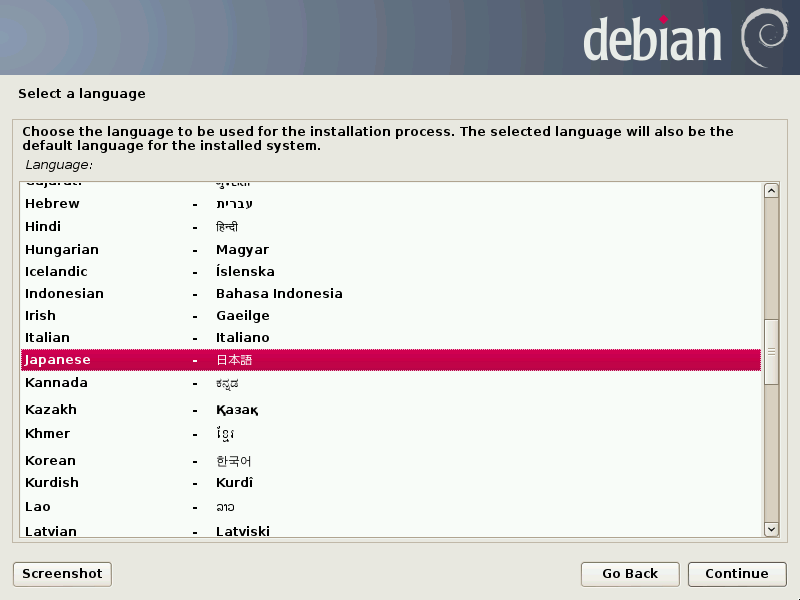 debian
Select a language
Choose the language to be used for the installation process. The selected language will also be the
default language for the installed system.
Language:
Hebrew - עברית
Hindi - हिन्दी
Hungarian - Magyar
Icelandic - Íslenska
Indonesian - Bahasa Indonesia
Irish - Gaeilge
Italian - Italiano
Japanese - 日本語
Kannada - ಕನ್ನಡ
Kazakh - Қазақ
Khmer - ខ្មែរ
Korean - 한국어
Kurdish - Kurdî
Lao - ລາວ
Latvian - Latviski
Screenshot
Go Back
Continue